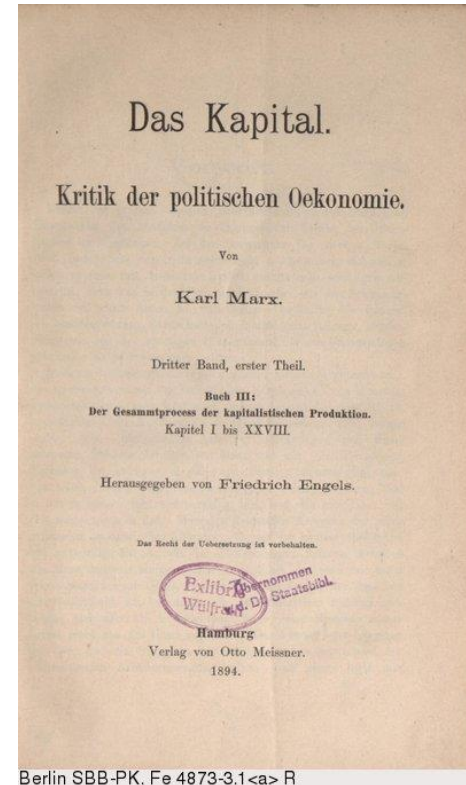 Das Kapital.
Kritik der politischen Oekonomie.
Von
Karl Marx.
Dritter Band, erster Theil.
Buch III:
Der Gesammtprocess der kapitalistischen Produktion.
Kapitel I bis XXVIII.
Herausgegeben von Friedrich Engels.
Das Recht der Uebersetzung ist vorbehalten.
Exlibris
Übernommen
v. d. Dt. Staatsbibl.
Hamburg
Verlag von Otto Meissner.
1894.
Berlin SBB-PK. Fe 4873-3.1<a> R